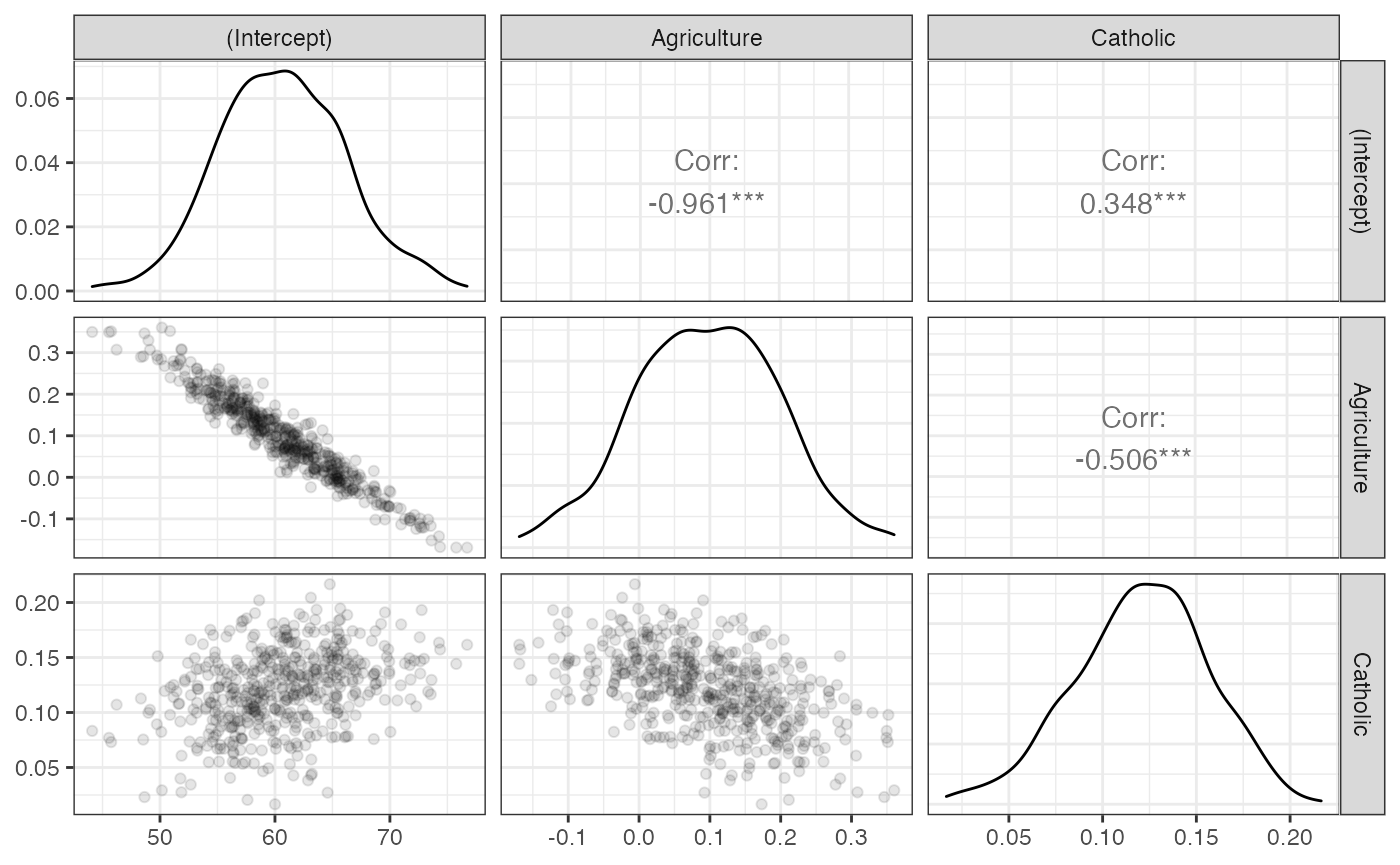 (Intercept)
Agriculture
Catholic
0.06
0.04
0.02
0.00
Corr:
-0.961***
Corr:
0.348***
(Intercept)
0.3
0.2
0.1
0.0
-0.1
Corr:
-0.506***
Agriculture
0.20
0.15
0.10
0.05
Catholic
50 60 70
-0.1 0.0 0.1 0.2 0.3
0.05 0.10 0.15 0.20